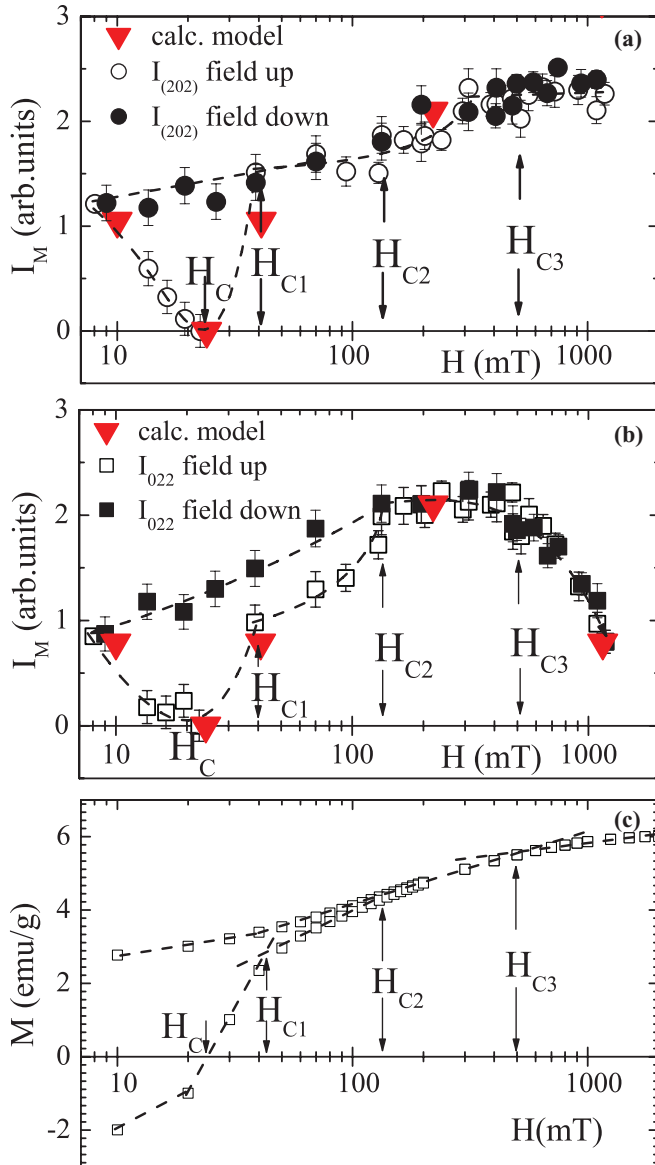 3
(a)
calc. model
I(202) field up
I(202) field down
2
1
0
IM (arb.units)
HC
HC1
HC2
HC3
10
100
1000
H (mT)
3
(b)
calc. model
I022 field up
I022 field down
2
1
0
IM (arb.units)
HC
HC1
HC2
HC3
10
100
1000
H (mT)
(c)
6
4
2
0
-2
M (emu/g)
HC
HC1
HC2
HC3
10
100
1000
H(mT)